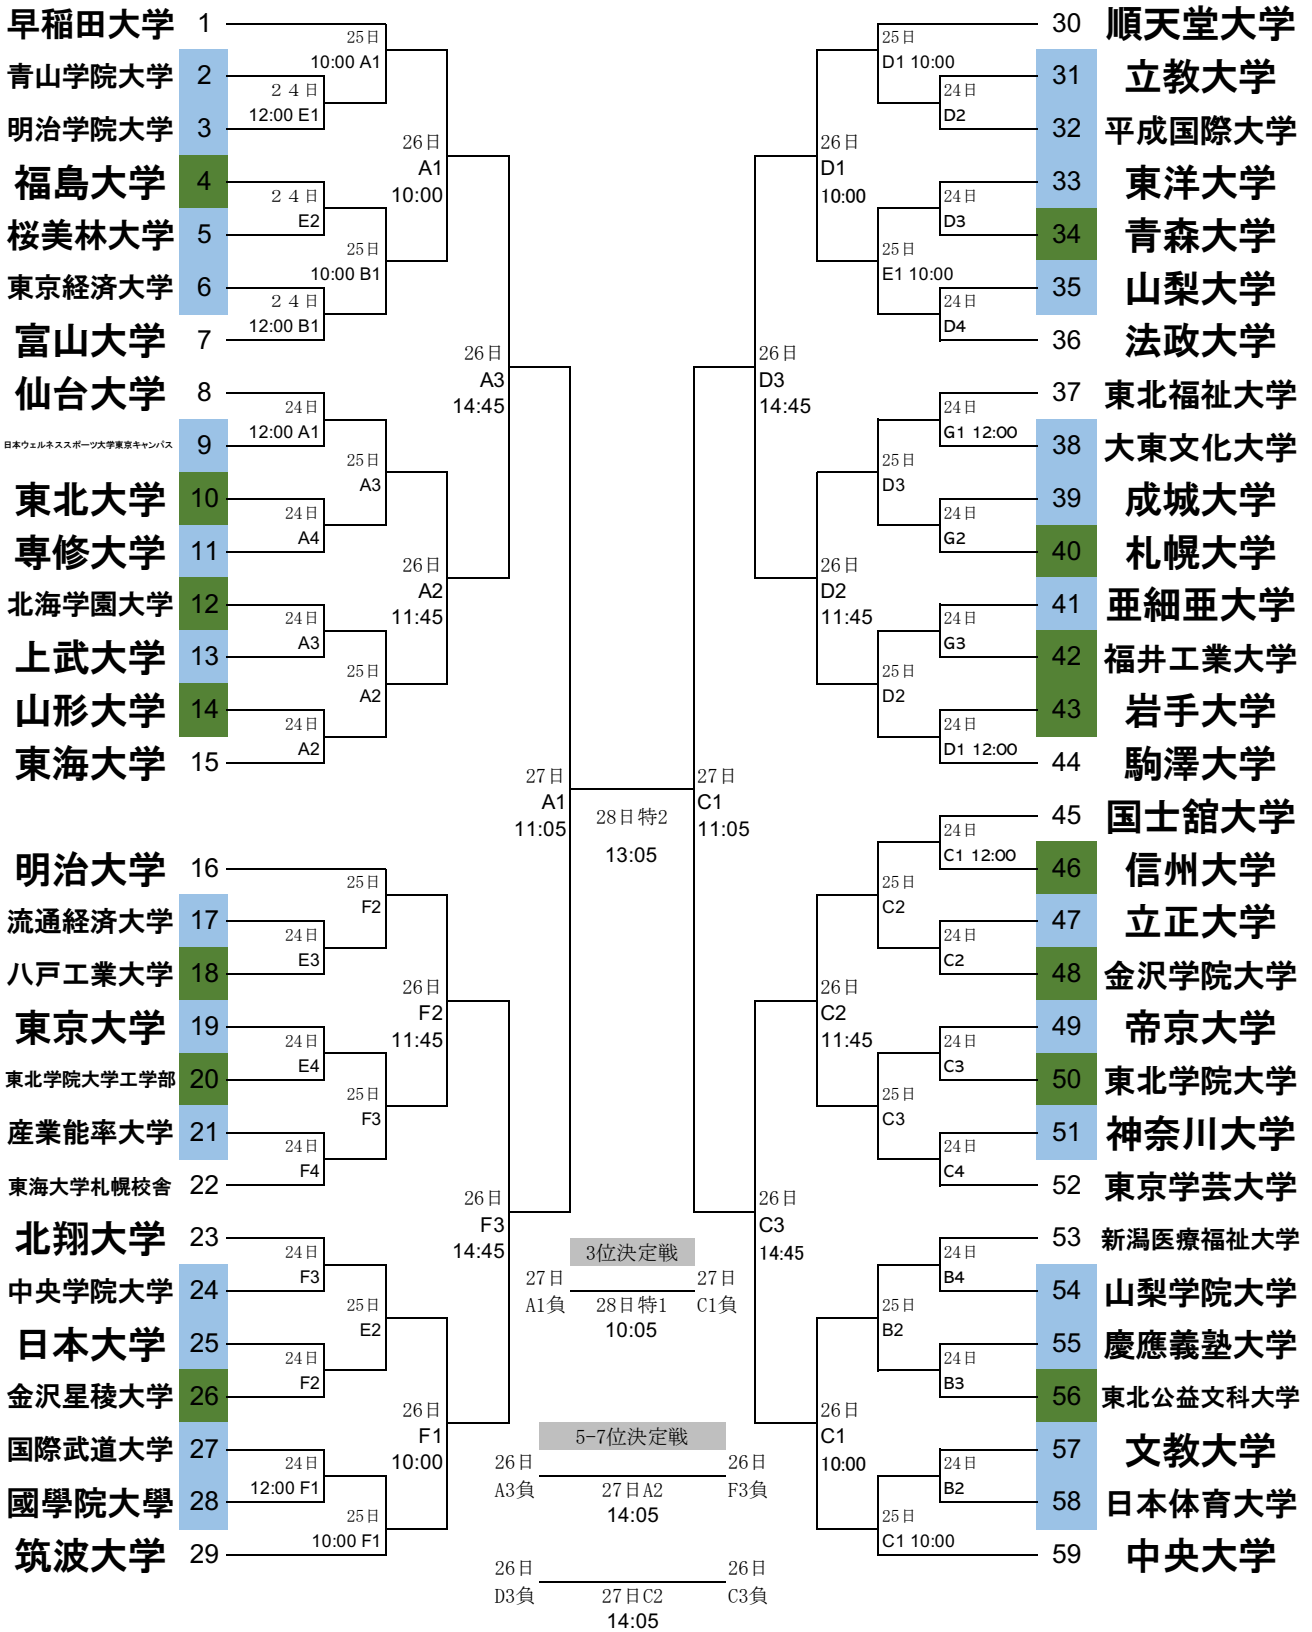 早稲田大学 1
25日
10:00 A1
青山学院大学 2
２４日
12:00 E1
明治学院大学 3
26日
A1
10:00
福島大学 4
２４日
E2
桜美林大学 5
25日
10:00 B1
東京経済大学 6
２４日
12:00 B1
富山大学 7
26日
A3
14:45
仙台大学 8
24日
12:00 A1
日本ウェルネススポーツ大学東京キャンパス 9
25日
A3
東北大学 10
24日
A4
専修大学 11
26日
A2
11:45
北海学園大学 12
24日
A3
上武大学 13
25日
A2
山形大学 14
24日
A2
東海大学 15
27日
A1
11:05
明治大学 16
25日
F2
流通経済大学 17
24日
E3
八戸工業大学 18
26日
F2
11:45
東京大学 19
24日
E4
東北学院大学工学部 20
25日
F3
産業能率大学 21
24日
F4
東海大学札幌校舎 22
26日
F3
14:45
北翔大学 23
24日
F3
中央学院大学 24
25日
E2
日本大学 25
24日
F2
金沢星稜大学 26
26日
F1
10:00
国際武道大学 27
24日
12:00 F1
國學院大學 28
25日
10:00 F1
筑波大学 29
28日特2
13:05
3位決定戦
27日 27日
A1負 28日特1 C1負
10:05
5-7位決定戦
26日 26日
A3負 27日A2 F3負
14:05
26日 26日
D3負 27日C2 C3負
14:05
30 順天堂大学
25日
D1 10:00
31 立教大学
24日
D2
32 平成国際大学
26日
D1
10:00
33 東洋大学
24日
D3
34 青森大学
25日
E1 10:00
35 山梨大学
24日
D4
36 法政大学
26日
D3
14:45
37 東北福祉大学
24日
G1 12:00
38 大東文化大学
25日
D3
39 成城大学
24日
G2
40 札幌大学
26日
D2
11:45
41 亜細亜大学
24日
G3
42 福井工業大学
25日
D2
43 岩手大学
24日
D1 12:00
44 駒澤大学
27日
C1
11:05
45 国士舘大学
24日
C1 12:00
46 信州大学
25日
C2
47 立正大学
24日
C2
48 金沢学院大学
26日
C2
11:45
49 帝京大学
24日
C3
50 東北学院大学
25日
C3
51 神奈川大学
24日
C4
52 東京学芸大学
26日
C3
14:45
53 新潟医療福祉大学
24日
B4
54 山梨学院大学
25日
B2
55 慶應義塾大学
24日
B3
56 東北公益文科大学
26日
C1
10:00
57 文教大学
24日
B2
58 日本体育大学
25日
C1 10:00
59 中央大学